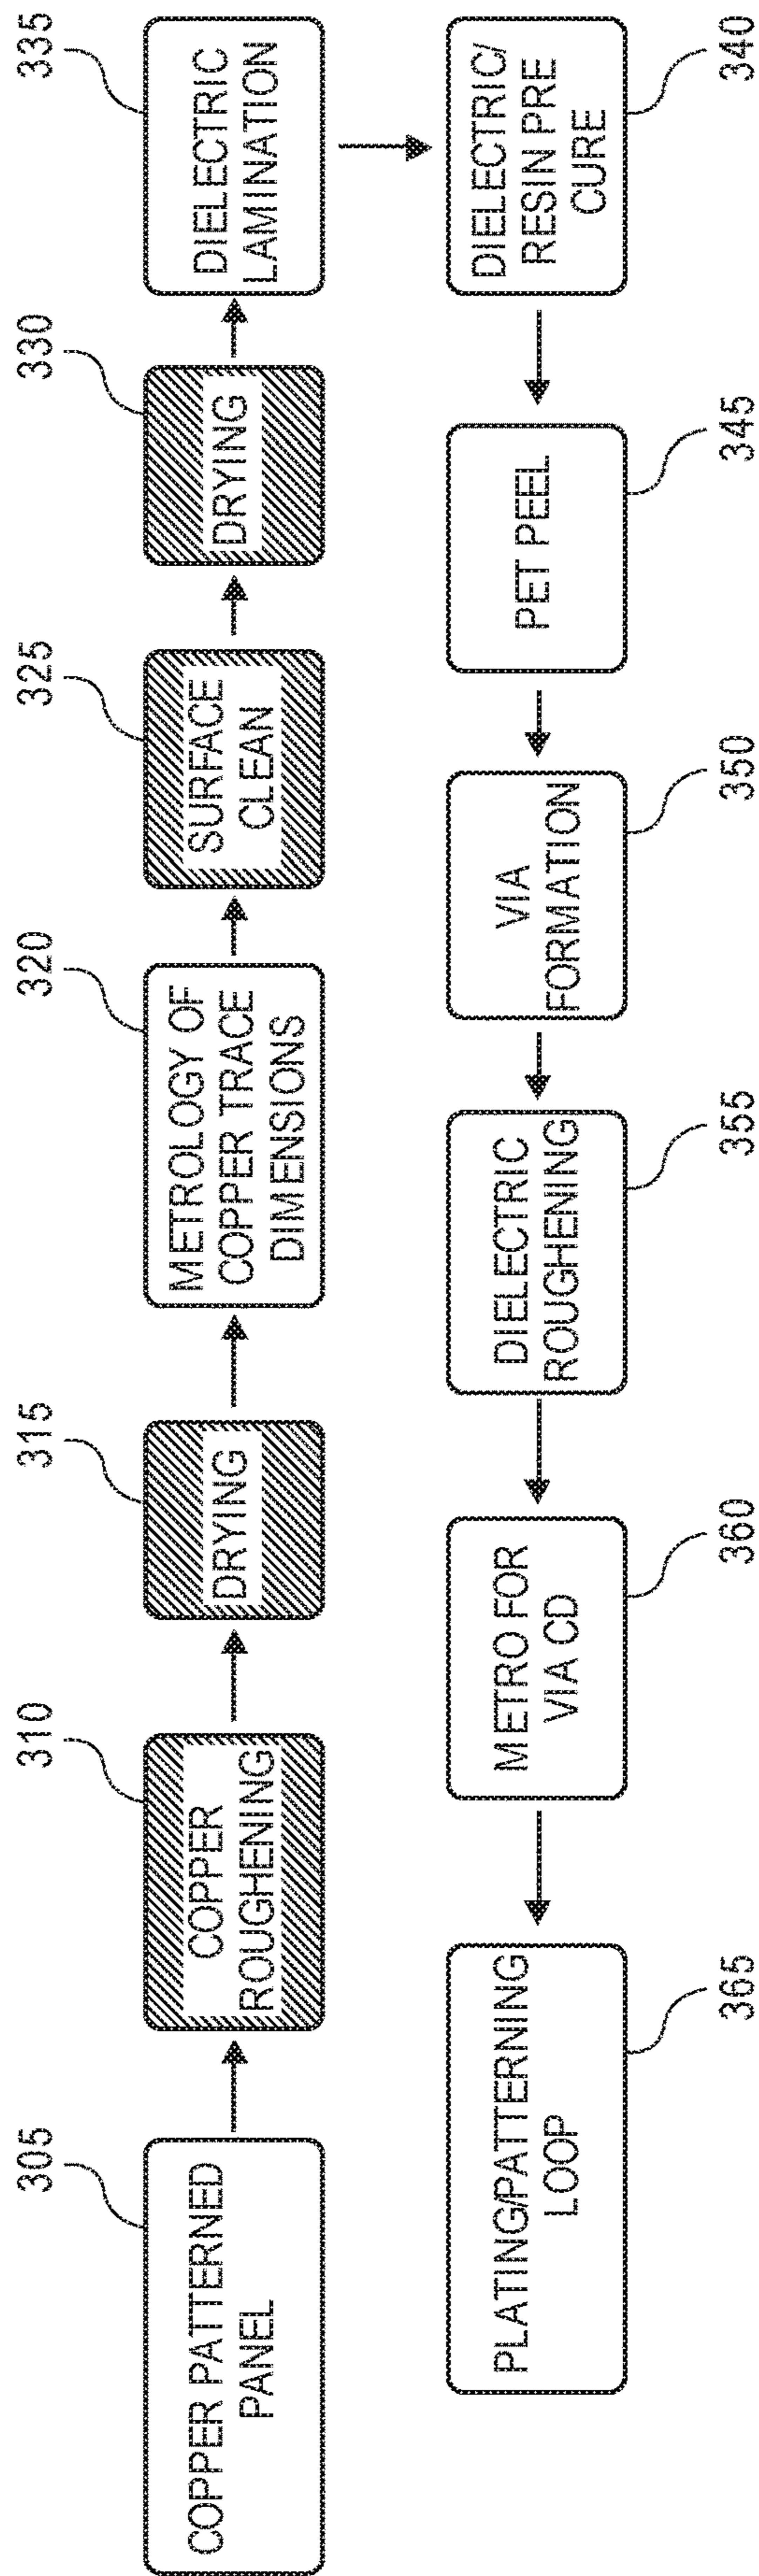 305
COPPER PATTERNED
PANEL
310
COPPER
ROUGHENING
315
DRYING
320
METROLOGY OF
COPPER TRACE
DIMENSIONS
325
SURFACE
CLEAN
330
DRYING
335
DIELECTRIC
LAMINATION
DIELECTRIC/
RESIN PRE
CURE
340
PET PEEL
345
VIA
FORMATION
350
DIELECTRIC
ROUGHENING
355
METRO FOR
VIA CD
360
PLATING/PATTERNING
LOOP
365